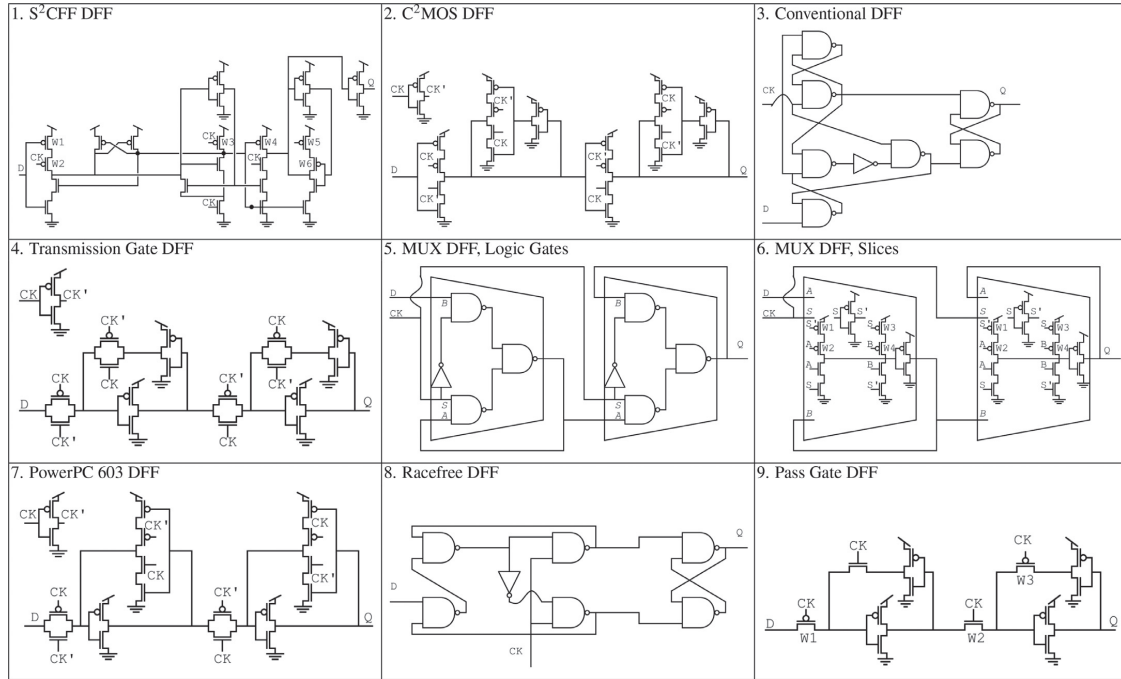 1. S²CFF DFF
CK
W3
W4
W5
W1
CK
W2
CK
W6
D
CK
Q
2. C²MOS DFF
CK
CK'
CK'
CK
CK
CK'
D
CK
CK'
CK'
CK
Q
3. Conventional DFF
CK
D
Q
4. Transmission Gate DFF
CK
CK'
CK'
CK
CK
CK'
D
CK
CK'
CK
CK'
CK
Q
5. MUX DFF, Logic Gates
D
CK
B
S
A
B
S
A
Q
6. MUX DFF, Slices
D
CK
A
S
S
S'
S'
W1
W3
A
W2
B
W4
A
B
S
S'
B
A
S
S
S'
S
W1
W3
A
W2
B
W4
A
B
S
S'
B
Q
7. PowerPC 603 DFF
CK
CK'
CK'
CK
CK
CK'
CK
CK'
D
CK'
CK
Q
8. Racefree DFF
D
CK
Q
9. Pass Gate DFF
CK
CK
W3
CK
CK
D
W1
W2
Q